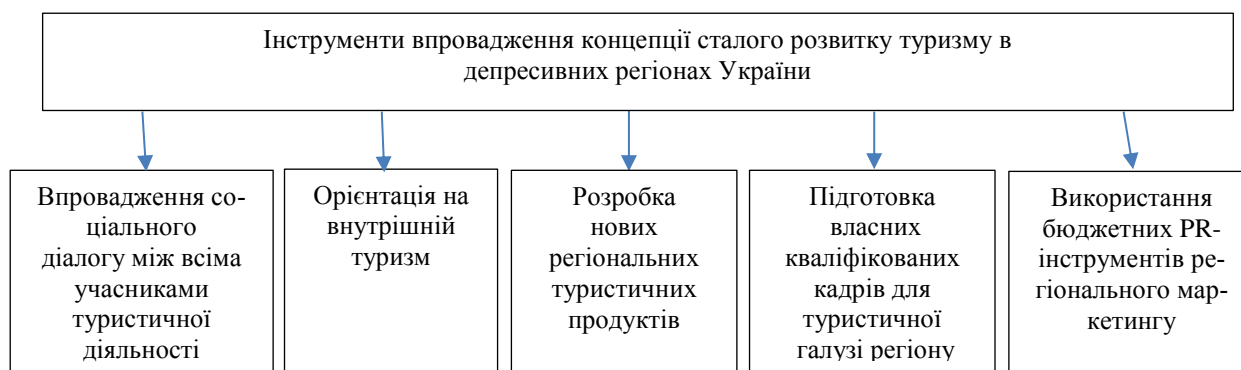 Інструменти впровадження концепції сталого розвитку туризму в
депресивних регіонах України
Впровадження со-
ціального
діалогу між всіма
учасниками
туристичної
діяльності
Орієнтація на
внутрішній
туризм
Розробка
нових
регіональних
туристичних
продуктів
Підготовка
власних
кваліфікованих
кадрів для
туристичної
галузі регіону
Використання
бюджетних PR-
інструментів ре-
гіонального мар-
кетингу